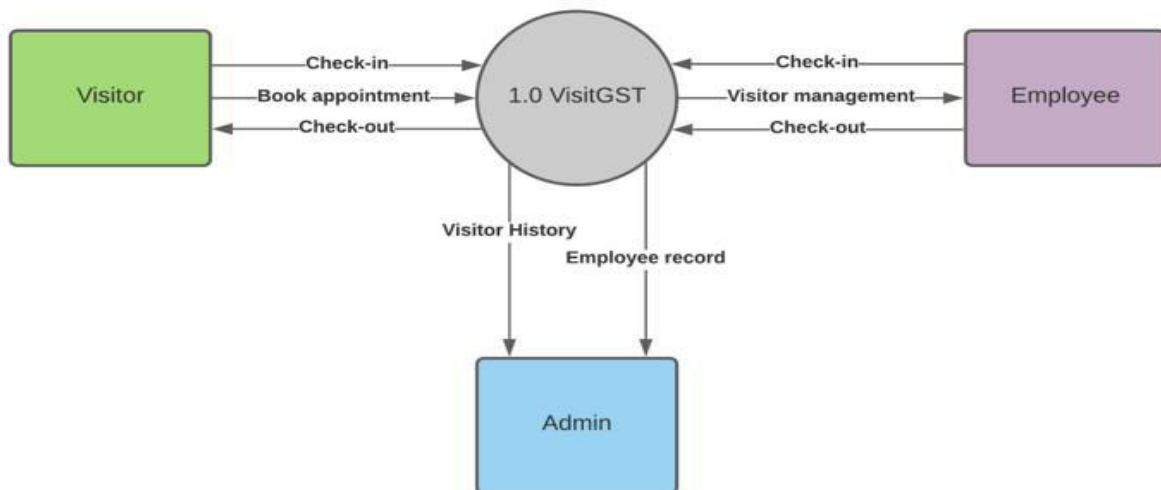 Visitor
Check-in
Book appointment
Check-out
1.0 VisitGST
Check-in
Visitor management
Check-out
Employee
Visitor History
Employee record
Admin